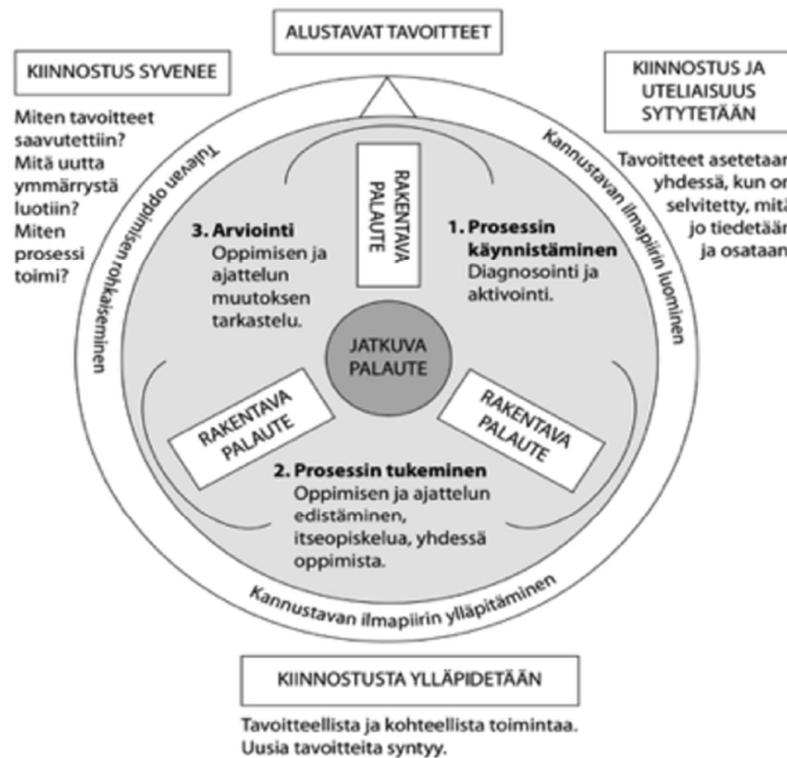 ALUSTAVAT TAVOITTEET
KIINNOSTUS SYVENEE
Miten tavoitteet
saavutettiin?
Mitä uutta
ymmärrystä
luotiin?
Miten
prosessi
toimi?
KIINNOSTUS JA
UTELIAISUUS
SYTYTETÄÄN
Tavoitteet asetetaan
yhdessä, kun on
selvitetty, mitä
jo tiedetään
ja osataan
Tulevan oppimisen rohkaiseminen
Kannustavan ilmapiirin luominen
RAKENTAVA
PALAUTE
3. Arviointi
Oppimisen ja
ajattelun
muutoksen
tarkastelu.
1. Prosessin
käynnistäminen
Diagnosointi ja
aktivointi.
JATKUVA
PALAUTE
RAKENTAVA
PALAUTE
RAKENTAVA
PALAUTE
2. Prosessin tukeminen
Oppimisen ja ajattelun
edistäminen,
itseopiskelua, yhdessä
oppimista.
Kannustavan ilmapiirin ylläpitäminen
KIINNOSTUSTA YLLÄPIDETÄÄN
Tavoitteellista ja kohteellista toimintaa.
Uusia tavoitteita syntyy.